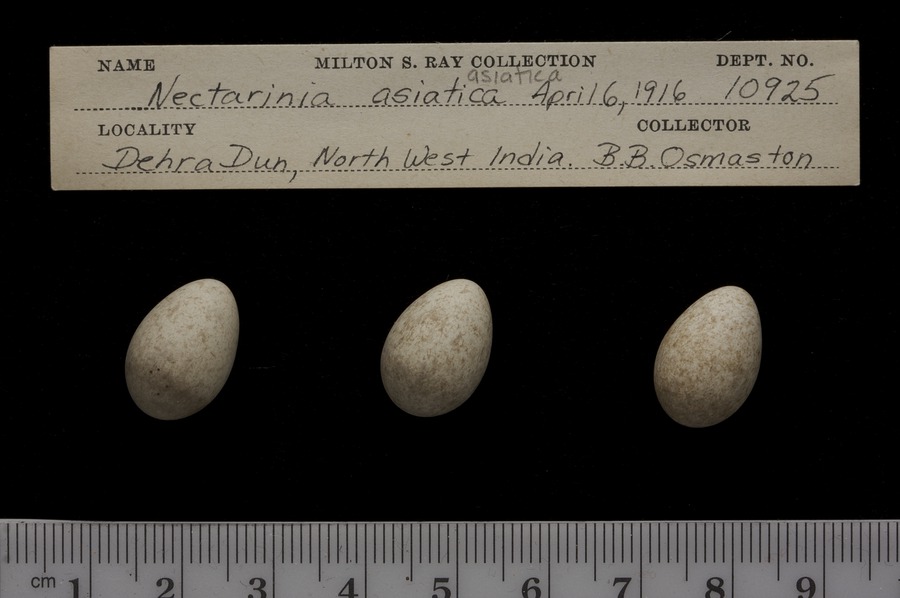 NAME MILTON S. RAY COLLECTION DEPT. NO.
asiatica
Nectarinia asiatica April 6, 1916 10925
LOCALITY COLLECTOR
Dehra Dun, North West India. B.B. Osmaston
cm 1 2 3 4 5 6 7 8 9